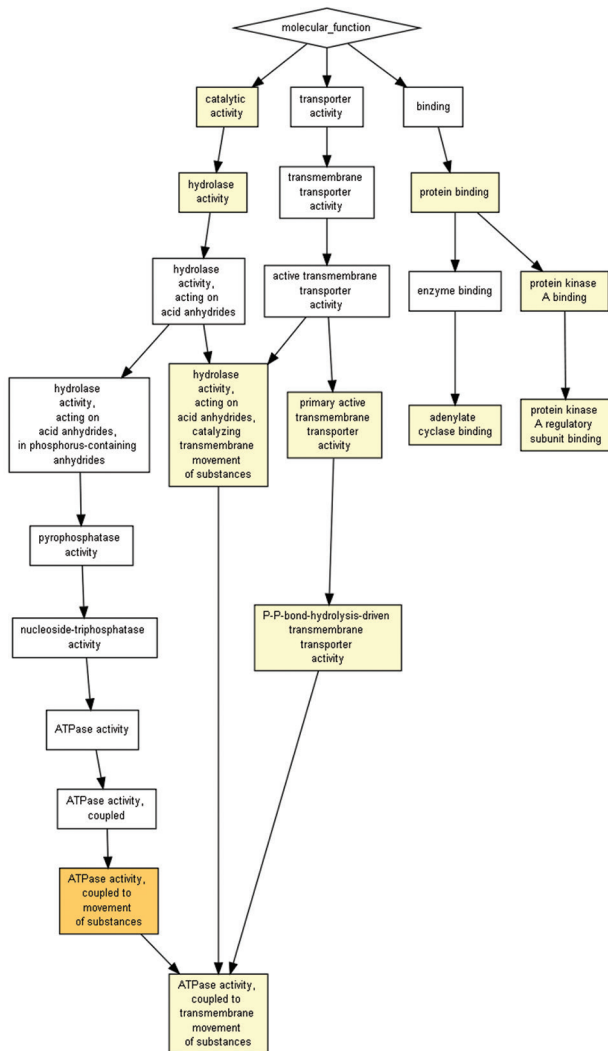 molecular_function
catalytic
activity
transporter
activity
binding
hydrolase
activity
transmembrane
transporter
activity
protein binding
hydrolase
activity,
acting on
acid anhydrides
active transmembrane
transporter
activity
enzyme binding
protein kinase
A binding
hydrolase
activity,
acting on
acid anhydrides,
in phosphorus-containing
anhydrides
hydrolase
activity,
acting on
acid anhydrides,
catalyzing
transmembrane
movement
of substances
primary active
transmembrane
transporter
activity
adenylate
cyclase binding
protein kinase
A regulatory
subunit binding
pyrophosphatase
activity
nucleoside-triphosphatase
activity
P-P-bond-hydrolysis-driven
transmembrane
transporter
activity
ATPase activity
ATPase activity,
coupled
ATPase activity,
coupled to
movement
of substances
ATPase activity,
coupled to
transmembrane
movement
of substances